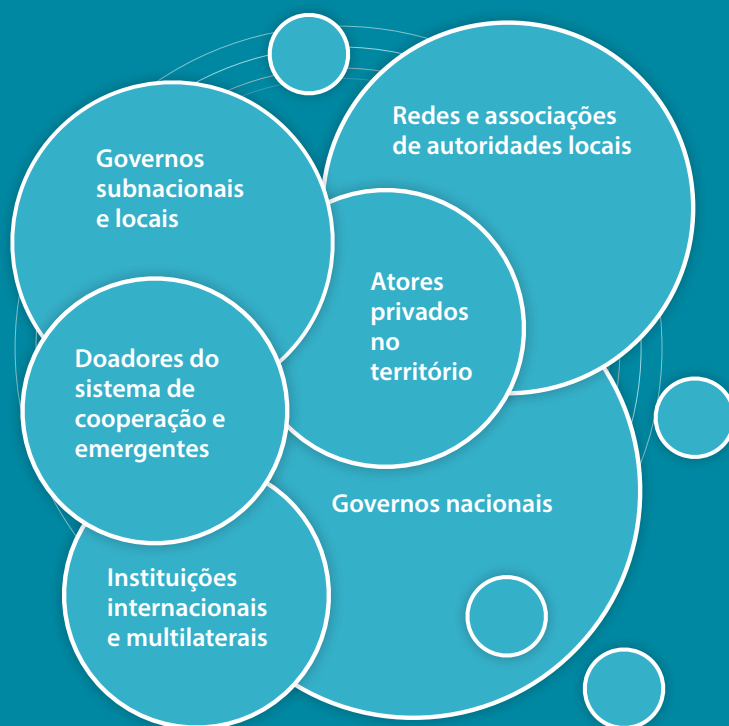 Redes e associações
de autoridades locais
Governos
subnacionais
e locais
Atores
privados
no
território
Doadores do
sistema de
cooperação e
emergentes
Governos nacionais
Instituições
internacionais
e multilaterais